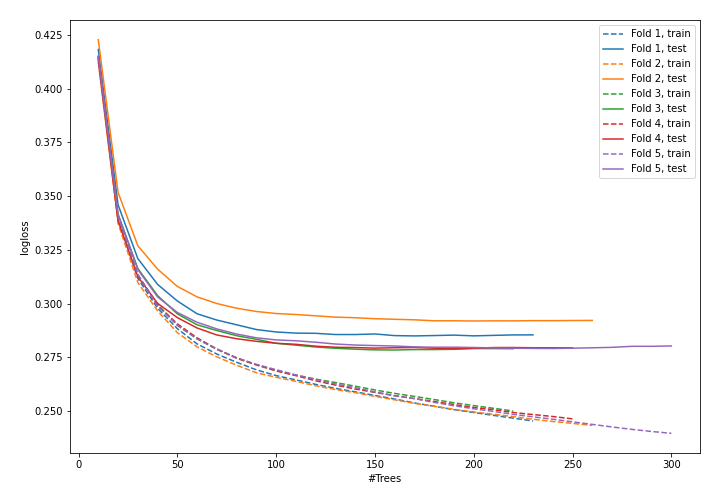 0.425
0.400
0.375
0.350
0.325
0.300
0.275
0.250
logloss
0 50 100 150 200 250 300
#Trees
Fold 1, train
Fold 1, test
Fold 2, train
Fold 2, test
Fold 3, train
Fold 3, test
Fold 4, train
Fold 4, test
Fold 5, train
Fold 5, test